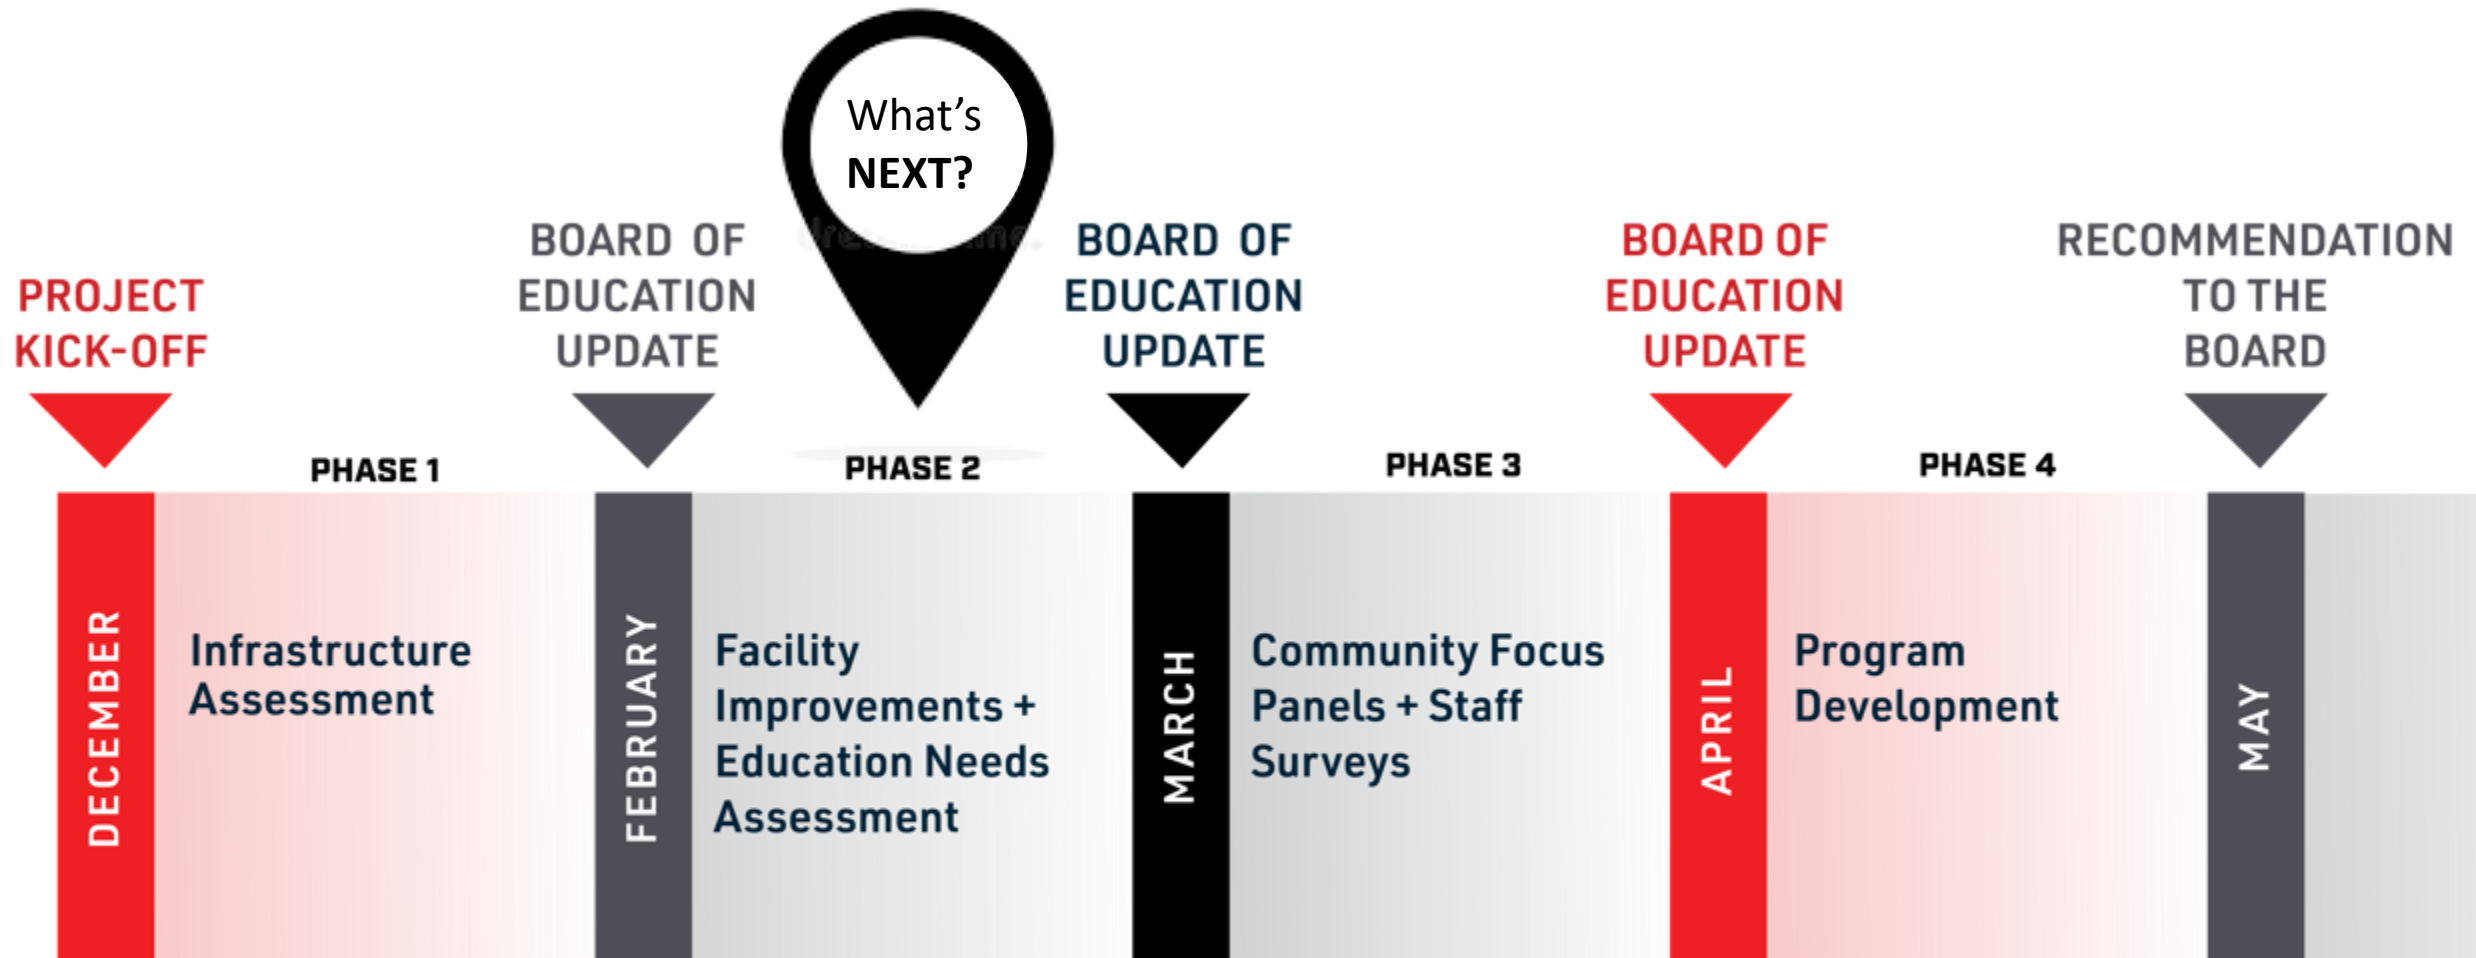 What's
NEXT?
PROJECT
KICK-OFF
BOARD OF
EDUCATION
UPDATE
BOARD OF
EDUCATION
UPDATE
BOARD OF
EDUCATION
UPDATE
RECOMMENDATION
TO THE
BOARD
PHASE 1
PHASE 2
PHASE 3
PHASE 4
DECEMBER
Infrastructure
Assessment
FEBRUARY
Facility
Improvements +
Education Needs
Assessment
MARCH
Community Focus
Panels + Staff
Surveys
APRIL
Program
Development
MAY